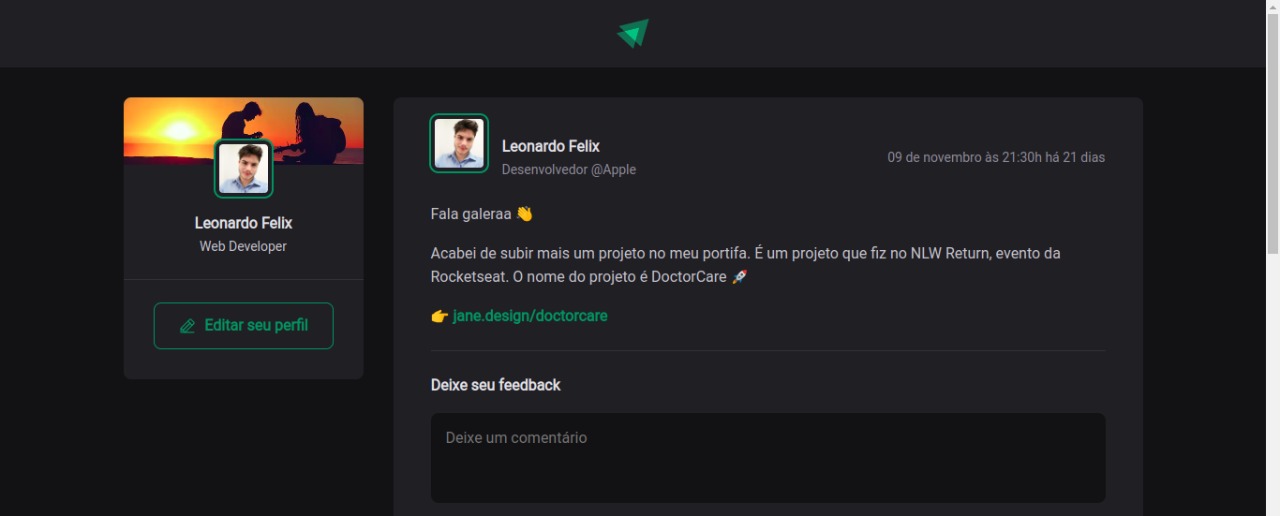 Leonardo Felix
Web Developer
Editar seu perfil
Leonardo Felix
Desenvolvedor @Apple
09 de novembro às 21:30h há 21 dias
Fala galeraa 👋
Acabei de subir mais um projeto no meu portifa. É um projeto que fiz no NLW Return, evento da
Rocketseat. O nome do projeto é DoctorCare 🚀
👉 jane.design/doctorcare
Deixe seu feedback
Deixe um comentário